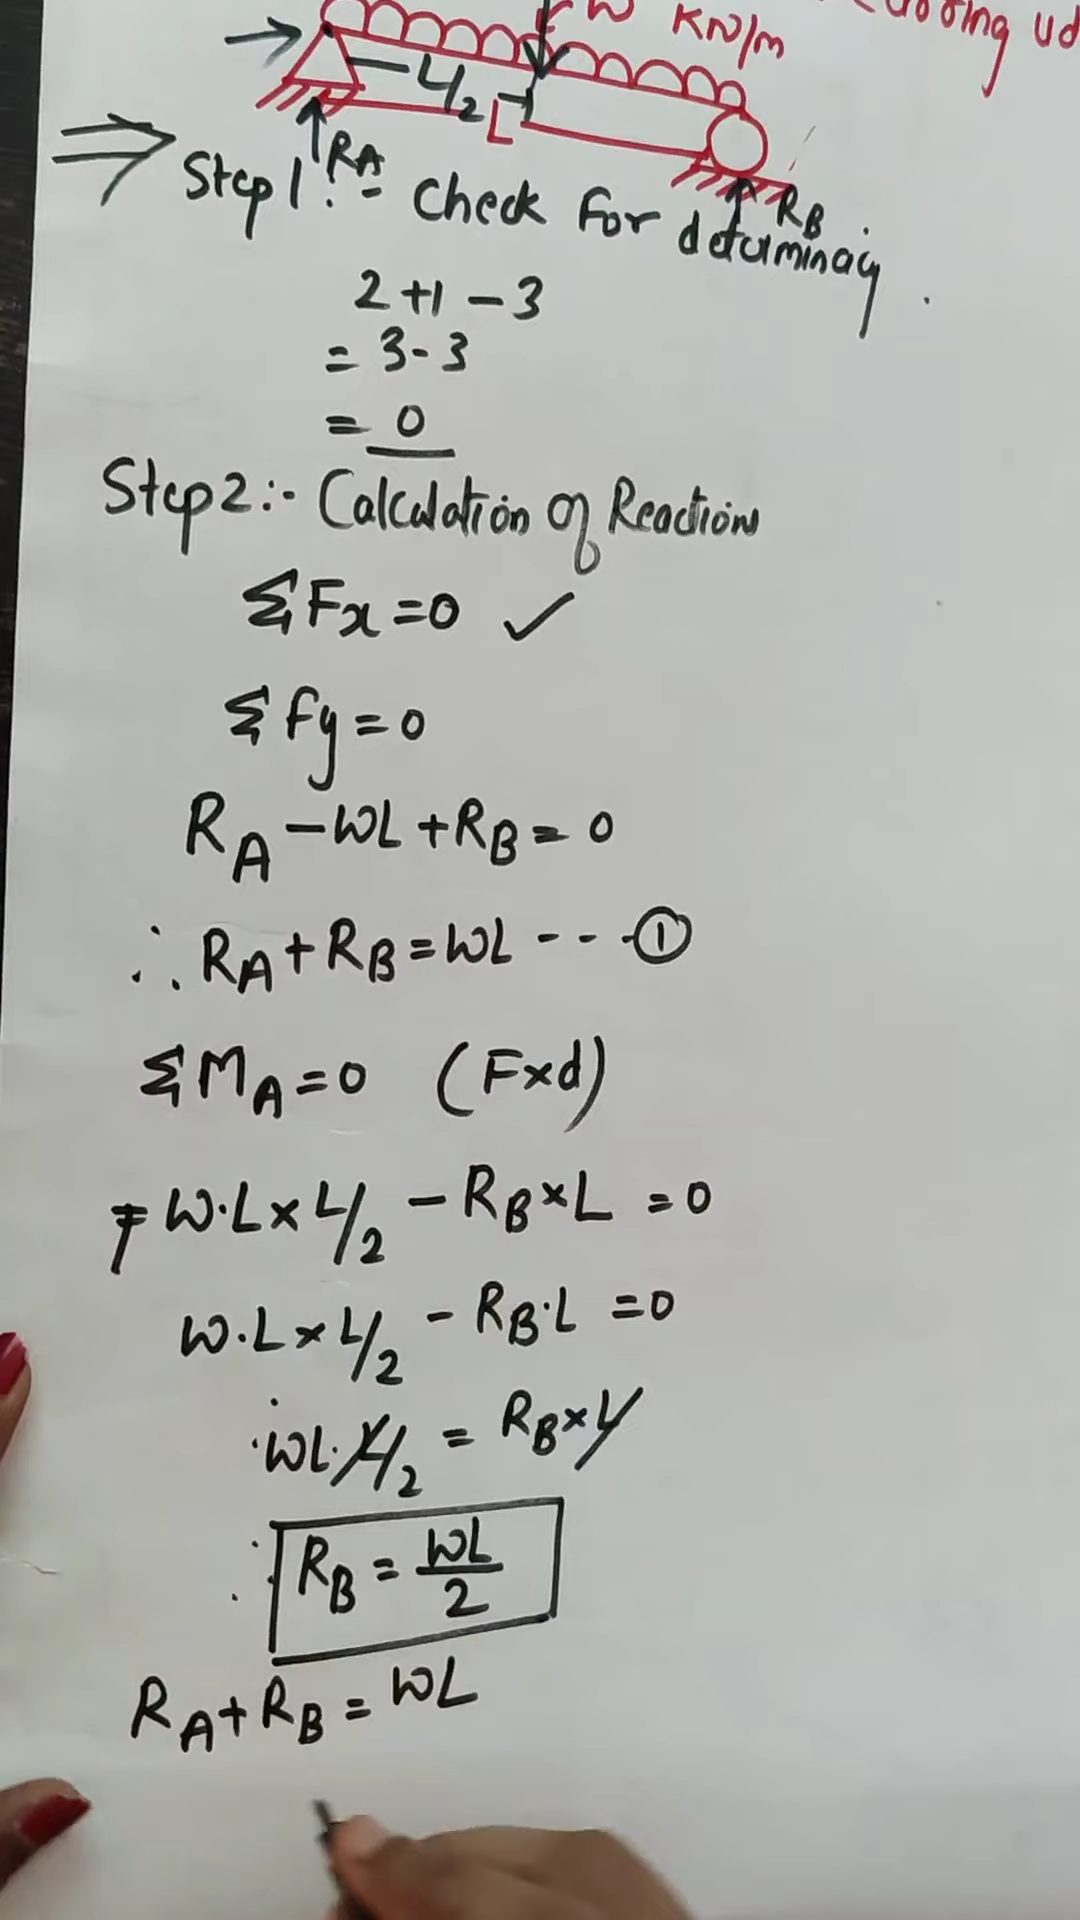 W KN/m
L/2
L
RA
RB
Step 1:- Check For determinacy.
2+1-3
= 3-3
= 0
Step 2:- Calculation of Reactions
ΣFx=0 ✓
ΣFy=0
RA-WL+RB=0
∴ RA+RB=WL --- ①
ΣMA=0 (F×d)
W·L×L/2 - RB×L =0
W·L×L/2 - RB·L =0
∴ WL·L/2 = RB×L
∴ RB = WL/2
RA+RB=WL